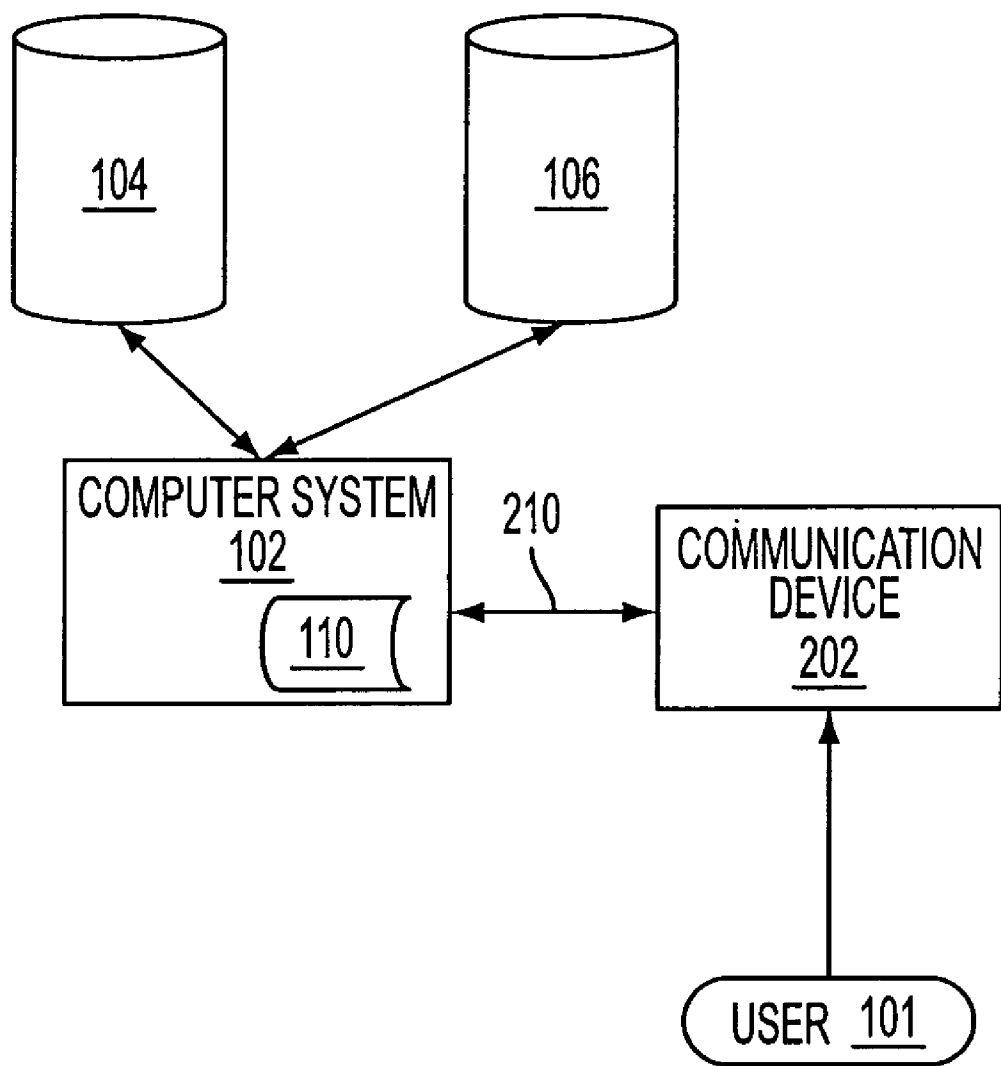 104
106
COMPUTER SYSTEM
102
110
210
COMMUNICATION
DEVICE
202
USER 101